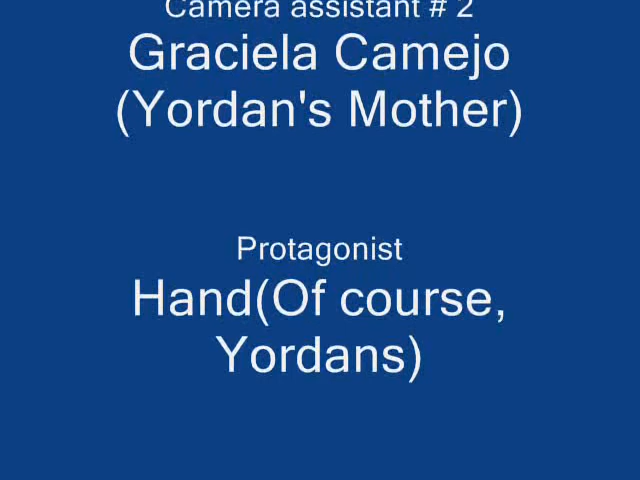 Camera assistant # 2
Graciela Camejo
(Yordan's Mother)
Protagonist
Hand(Of course,
Yordans)